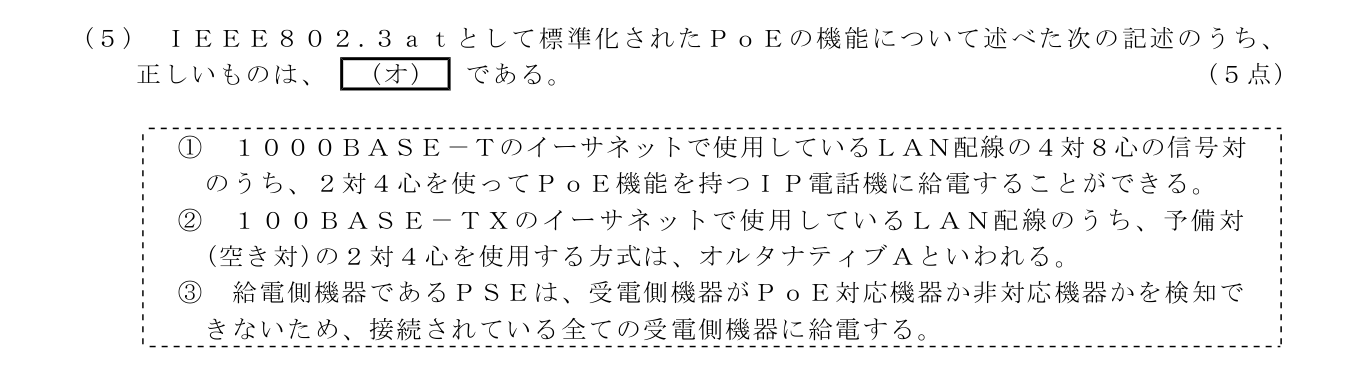 (５)　ＩＥＥＥ８０２．３ａｔとして標準化されたＰｏＥの機能について述べた次の記述のうち、
正しいものは、 (オ) である。 (５点)
①　１０００ＢＡＳＥ－Ｔのイーサネットで使用しているＬＡＮ配線の４対８心の信号対
のうち、２対４心を使ってＰｏＥ機能を持つＩＰ電話機に給電することができる。
②　１００ＢＡＳＥ－ＴＸのイーサネットで使用しているＬＡＮ配線のうち、予備対
(空き対)の２対４心を使用する方式は、オルタナティブＡといわれる。
③　給電側機器であるＰＳＥは、受電側機器がＰｏＥ対応機器か非対応機器かを検知で
きないため、接続されている全ての受電側機器に給電する。